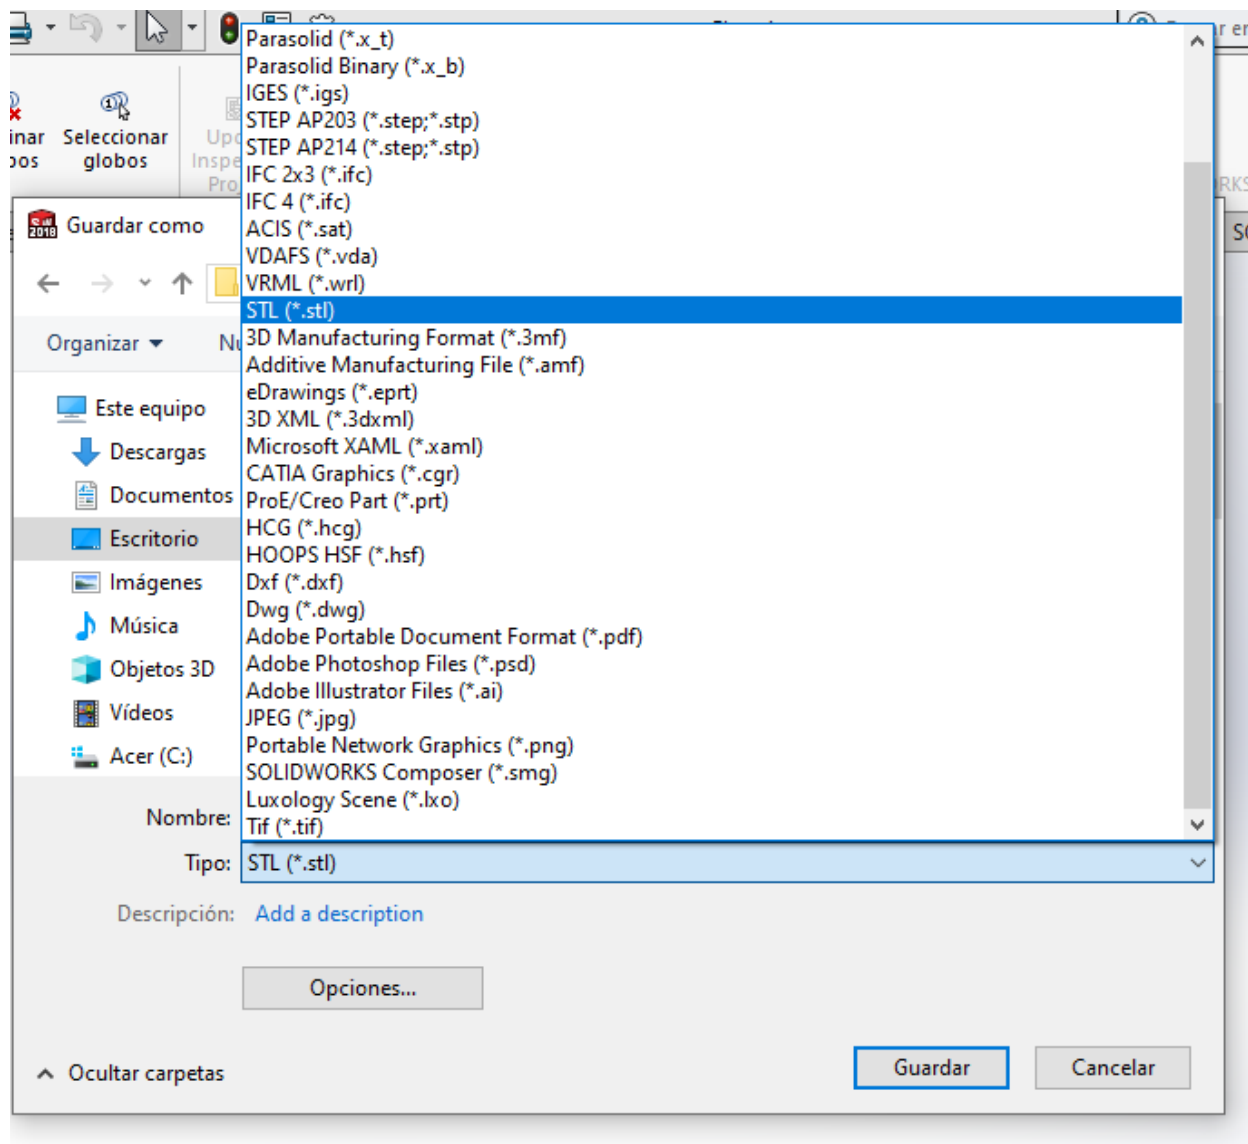 Parasolid (*.x_t)
Parasolid Binary (*.x_b)
IGES (*.igs)
STEP AP203 (*.step;*.stp)
STEP AP214 (*.step;*.stp)
IFC 2x3 (*.ifc)
IFC 4 (*.ifc)
ACIS (*.sat)
VDAFS (*.vda)
VRML (*.wrl)
STL (*.stl)
3D Manufacturing Format (*.3mf)
Additive Manufacturing File (*.amf)
eDrawings (*.eprt)
3D XML (*.3dxml)
Microsoft XAML (*.xaml)
CATIA Graphics (*.cgr)
ProE/Creo Part (*.prt)
HCG (*.hcg)
HOOPS HSF (*.hsf)
Dxf (*.dxf)
Dwg (*.dwg)
Adobe Portable Document Format (*.pdf)
Adobe Photoshop Files (*.psd)
Adobe Illustrator Files (*.ai)
JPEG (*.jpg)
Portable Network Graphics (*.png)
SOLIDWORKS Composer (*.smg)
Luxology Scene (*.lxo)
Tif (*.tif)
Seleccionar
globos
SW
2018
Guardar como
Organizar
Este equipo
Descargas
Documentos
Escritorio
Imágenes
Música
Objetos 3D
Vídeos
Acer (C:)
Nombre:
Tipo: STL (*.stl)
Descripción: Add a description
Opciones...
Ocultar carpetas
Guardar
Cancelar